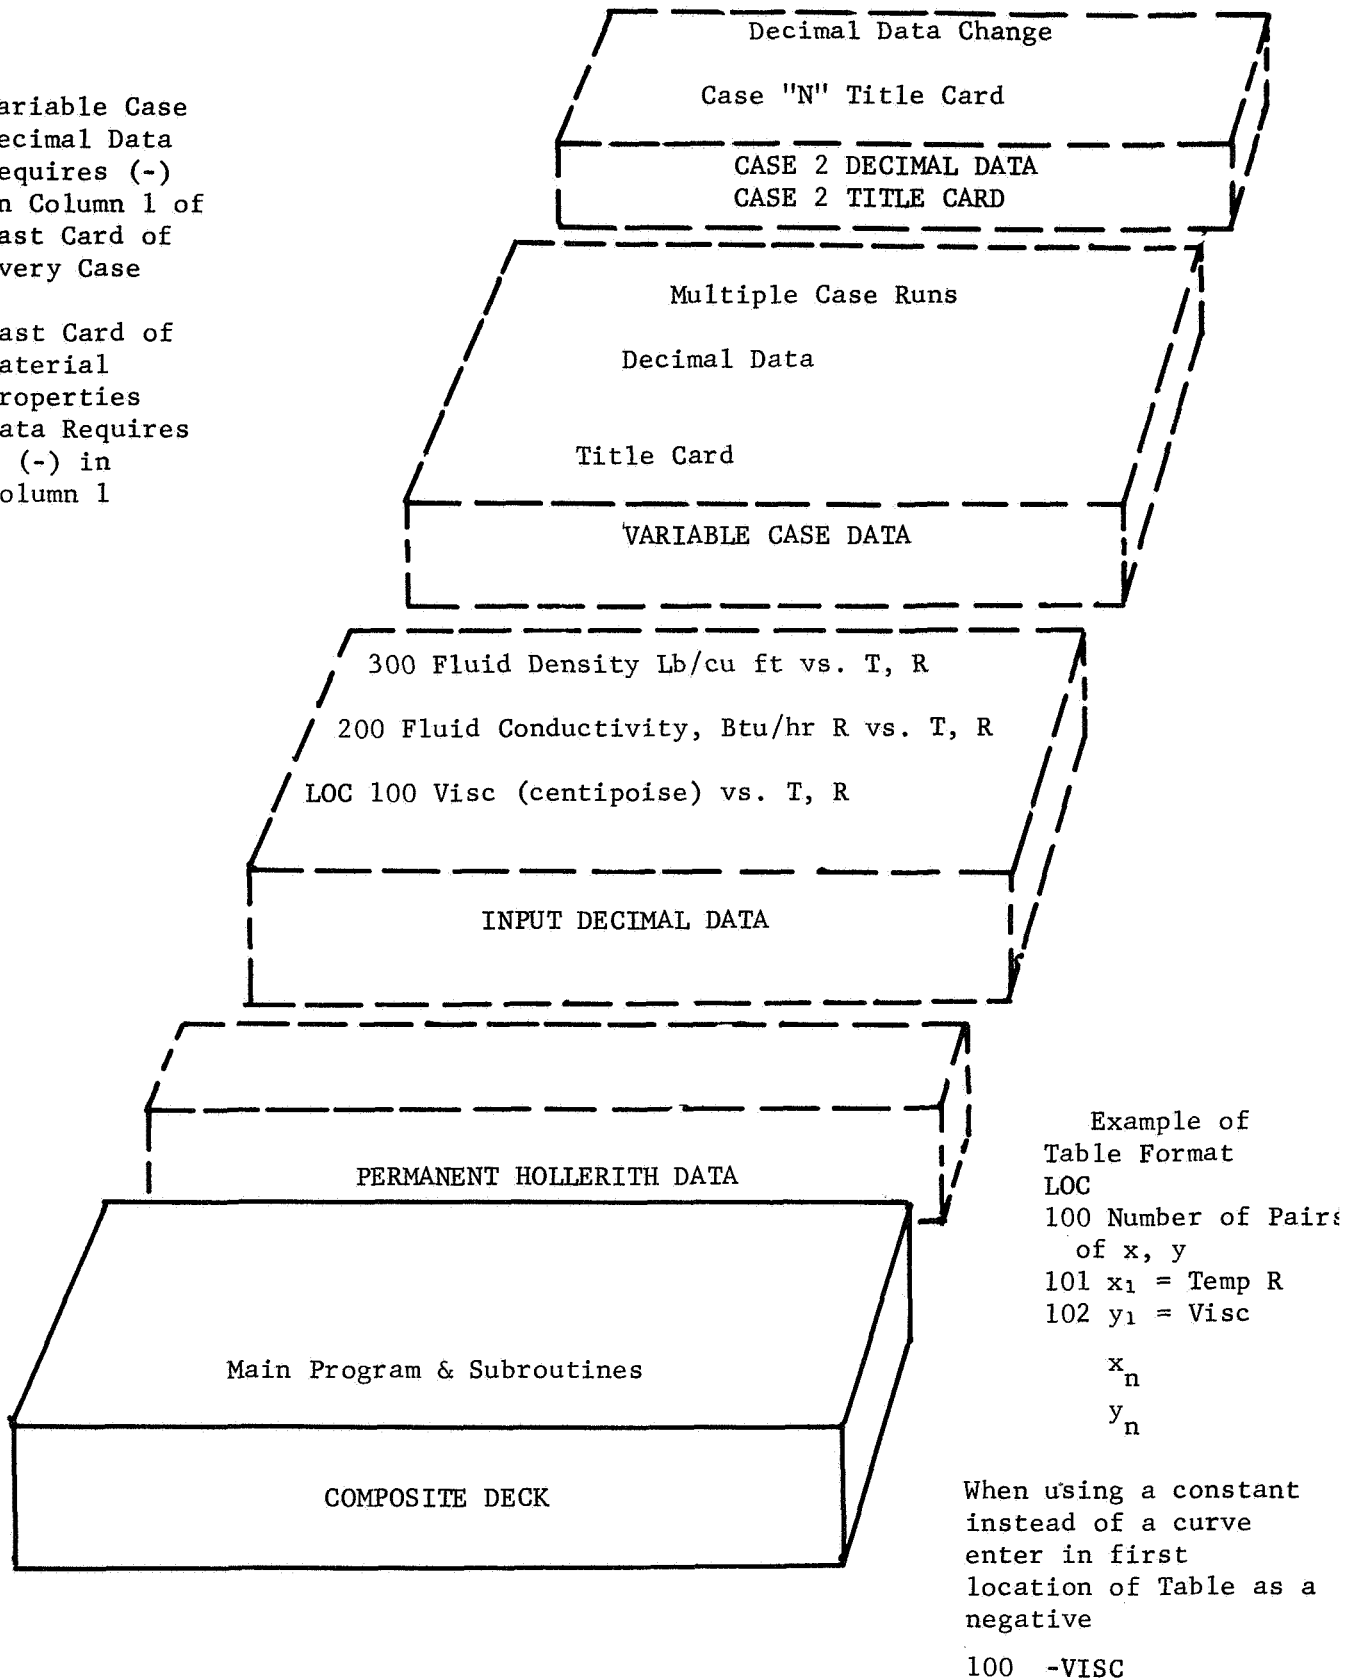 Decimal Data Change
Case "N" Title Card
CASE 2 DECIMAL DATA
CASE 2 TITLE CARD
ariable Case
ecimal Data
equires (-)
n Column 1 of
ast Card of
very Case
ast Card of
aterial
roperties
ata Requires
(-) in
olumn 1
Multiple Case Runs
Decimal Data
Title Card
VARIABLE CASE DATA
300 Fluid Density Lb/cu ft vs. T, R
200 Fluid Conductivity, Btu/hr R vs. T, R
LOC 100 Visc (centipoise) vs. T, R
INPUT DECIMAL DATA
PERMANENT HOLLERITH DATA
Main Program & Subroutines
COMPOSITE DECK
Example of
Table Format
LOC
100 Number of Pairs
of x, y
101 x₁ = Temp R
102 y₁ = Visc
xₙ
yₙ
When using a constant
instead of a curve
enter in first
location of Table as a
negative
100 -VISC